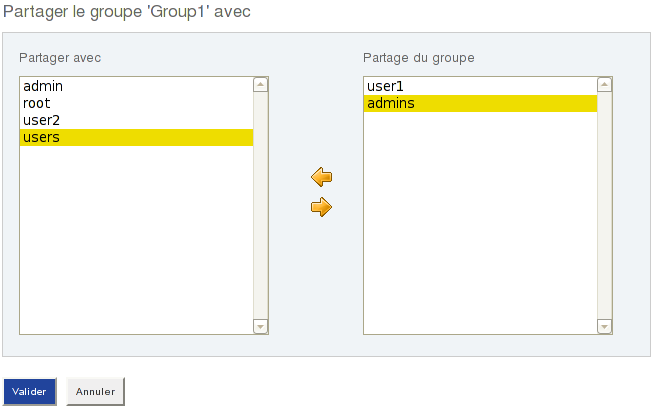 Partager le groupe 'Group1' avec
Partager avec
admin
root
user2
users
Partage du groupe
user1
admins
Valider
Annuler